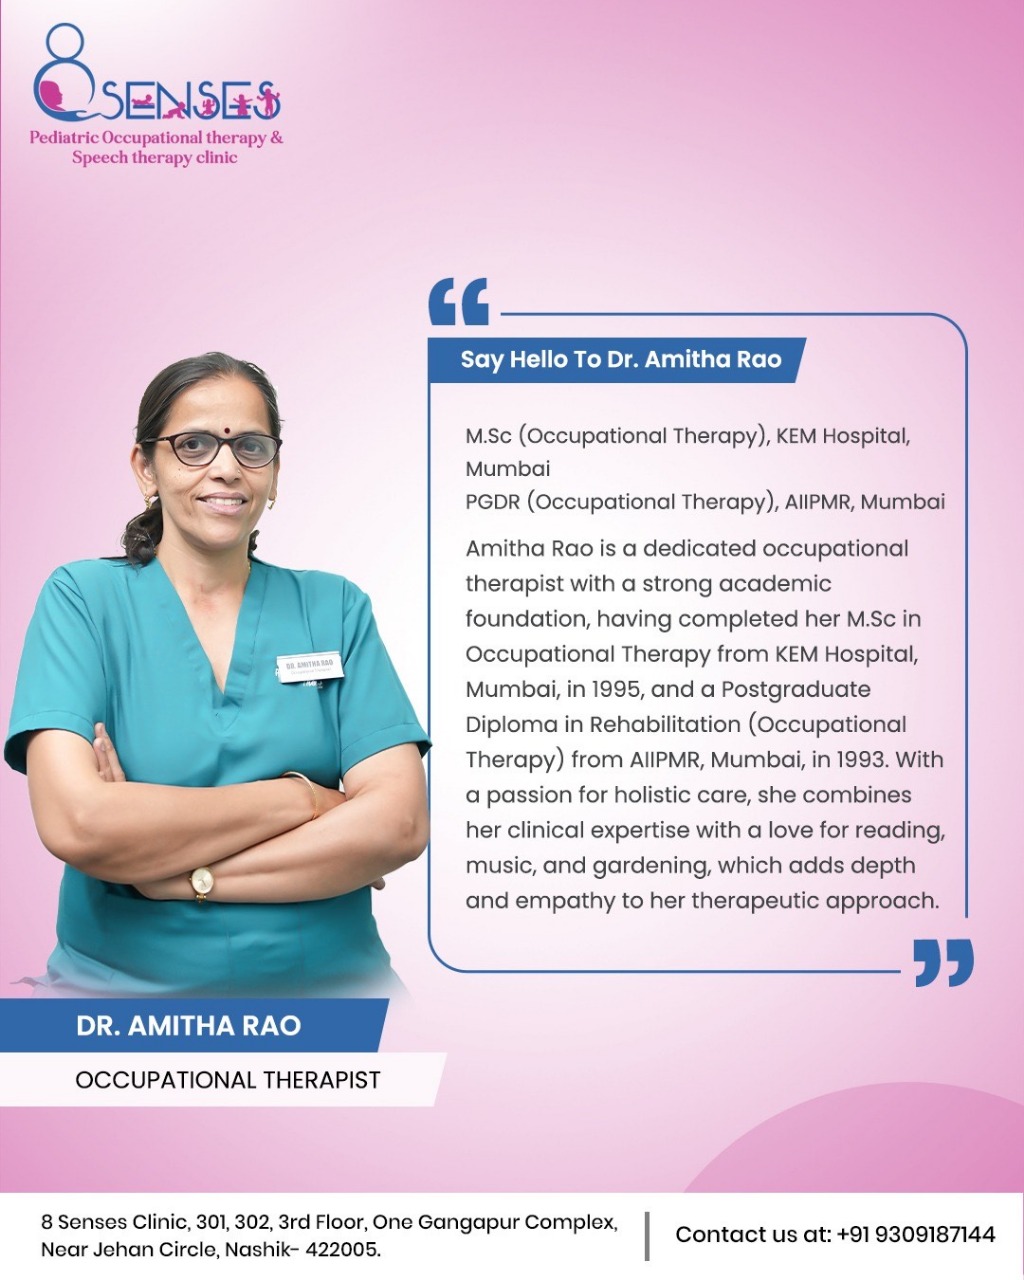 8 SENSES
Pediatric Occupational therapy &
Speech therapy clinic
Say Hello To Dr. Amitha Rao
M.Sc (Occupational Therapy), KEM Hospital,
Mumbai
PGDR (Occupational Therapy), AIIPMR, Mumbai
Amitha Rao is a dedicated occupational
therapist with a strong academic
foundation, having completed her M.Sc in
Occupational Therapy from KEM Hospital,
Mumbai, in 1995, and a Postgraduate
Diploma in Rehabilitation (Occupational
Therapy) from AIIPMR, Mumbai, in 1993. With
a passion for holistic care, she combines
her clinical expertise with a love for reading,
music, and gardening, which adds depth
and empathy to her therapeutic approach.
DR. AMITHA RAO
DR. AMITHA RAO
OCCUPATIONAL THERAPIST
8 Senses Clinic, 301, 302, 3rd Floor, One Gangapur Complex,
Near Jehan Circle, Nashik- 422005.
Contact us at: +91 9309187144